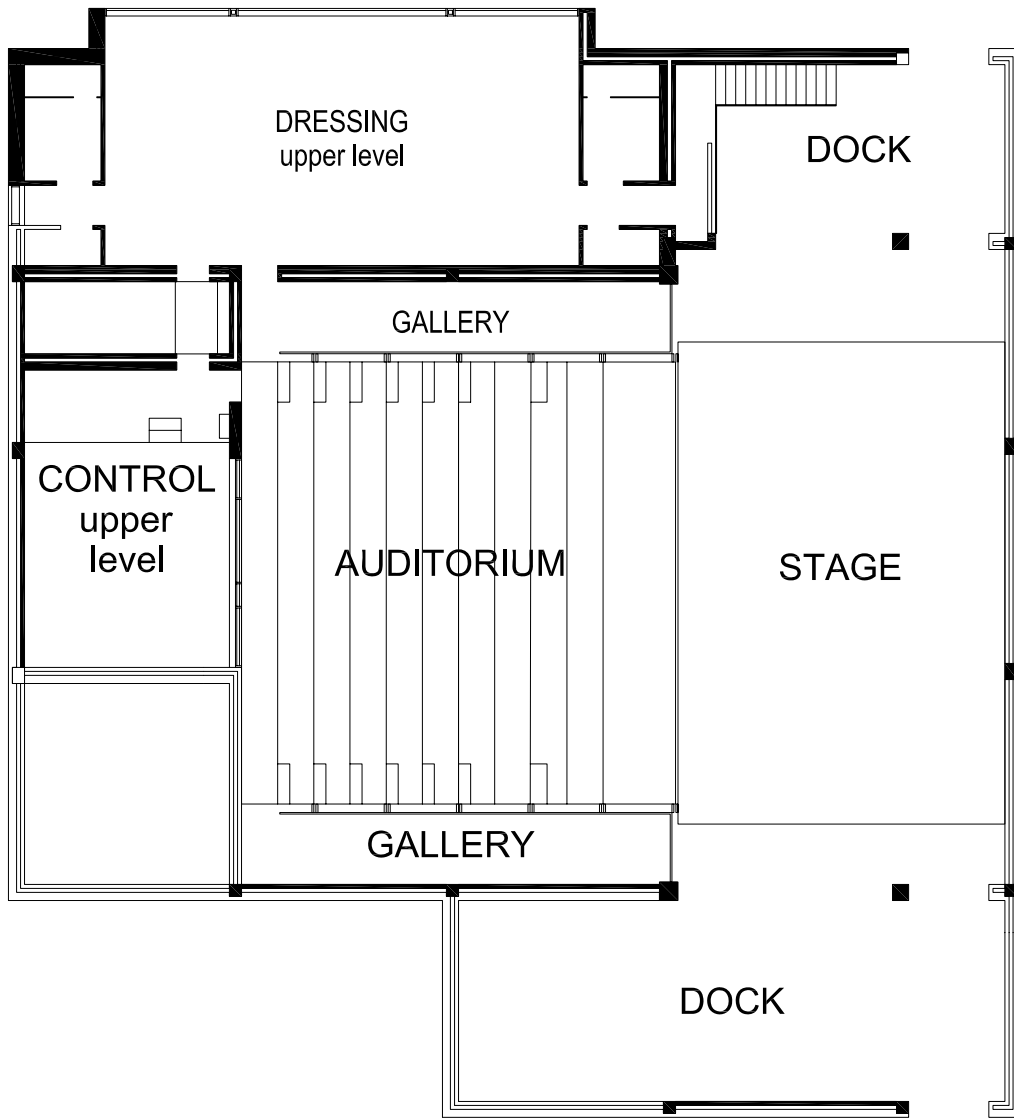 DRESSING
upper level
DOCK
GALLERY
CONTROL
upper
level
AUDITORIUM
STAGE
GALLERY
DOCK